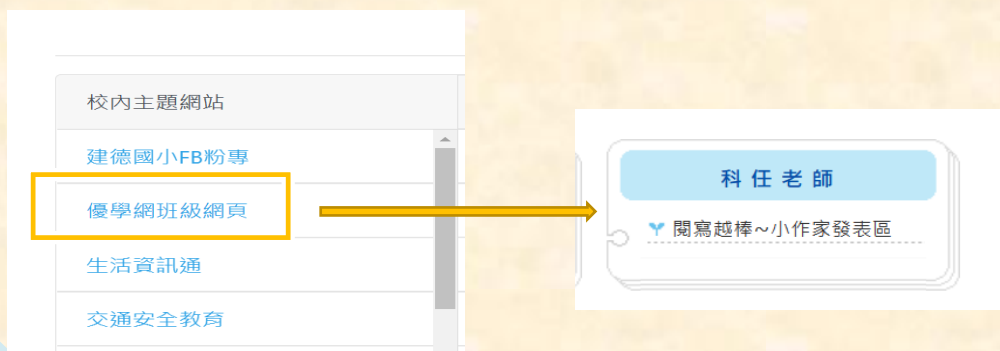 校內主題網站
建德國小FB粉專
優學網班級網頁
生活資訊通
交通安全教育
科任老師
閱寫越棒~小作家發表區